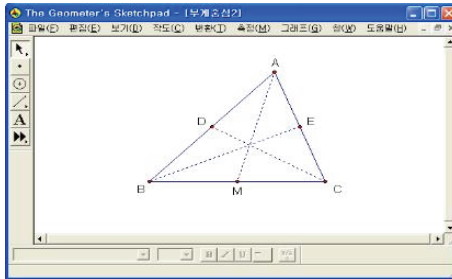 The Geometer's Sketchpad - [무게중심2]
파일(F) 편집(E) 보기(D) 작도(C) 변환(T) 측정(M) 그래프(G) 창(W) 도움말(H)
A
A
D
E
B
M
C
B